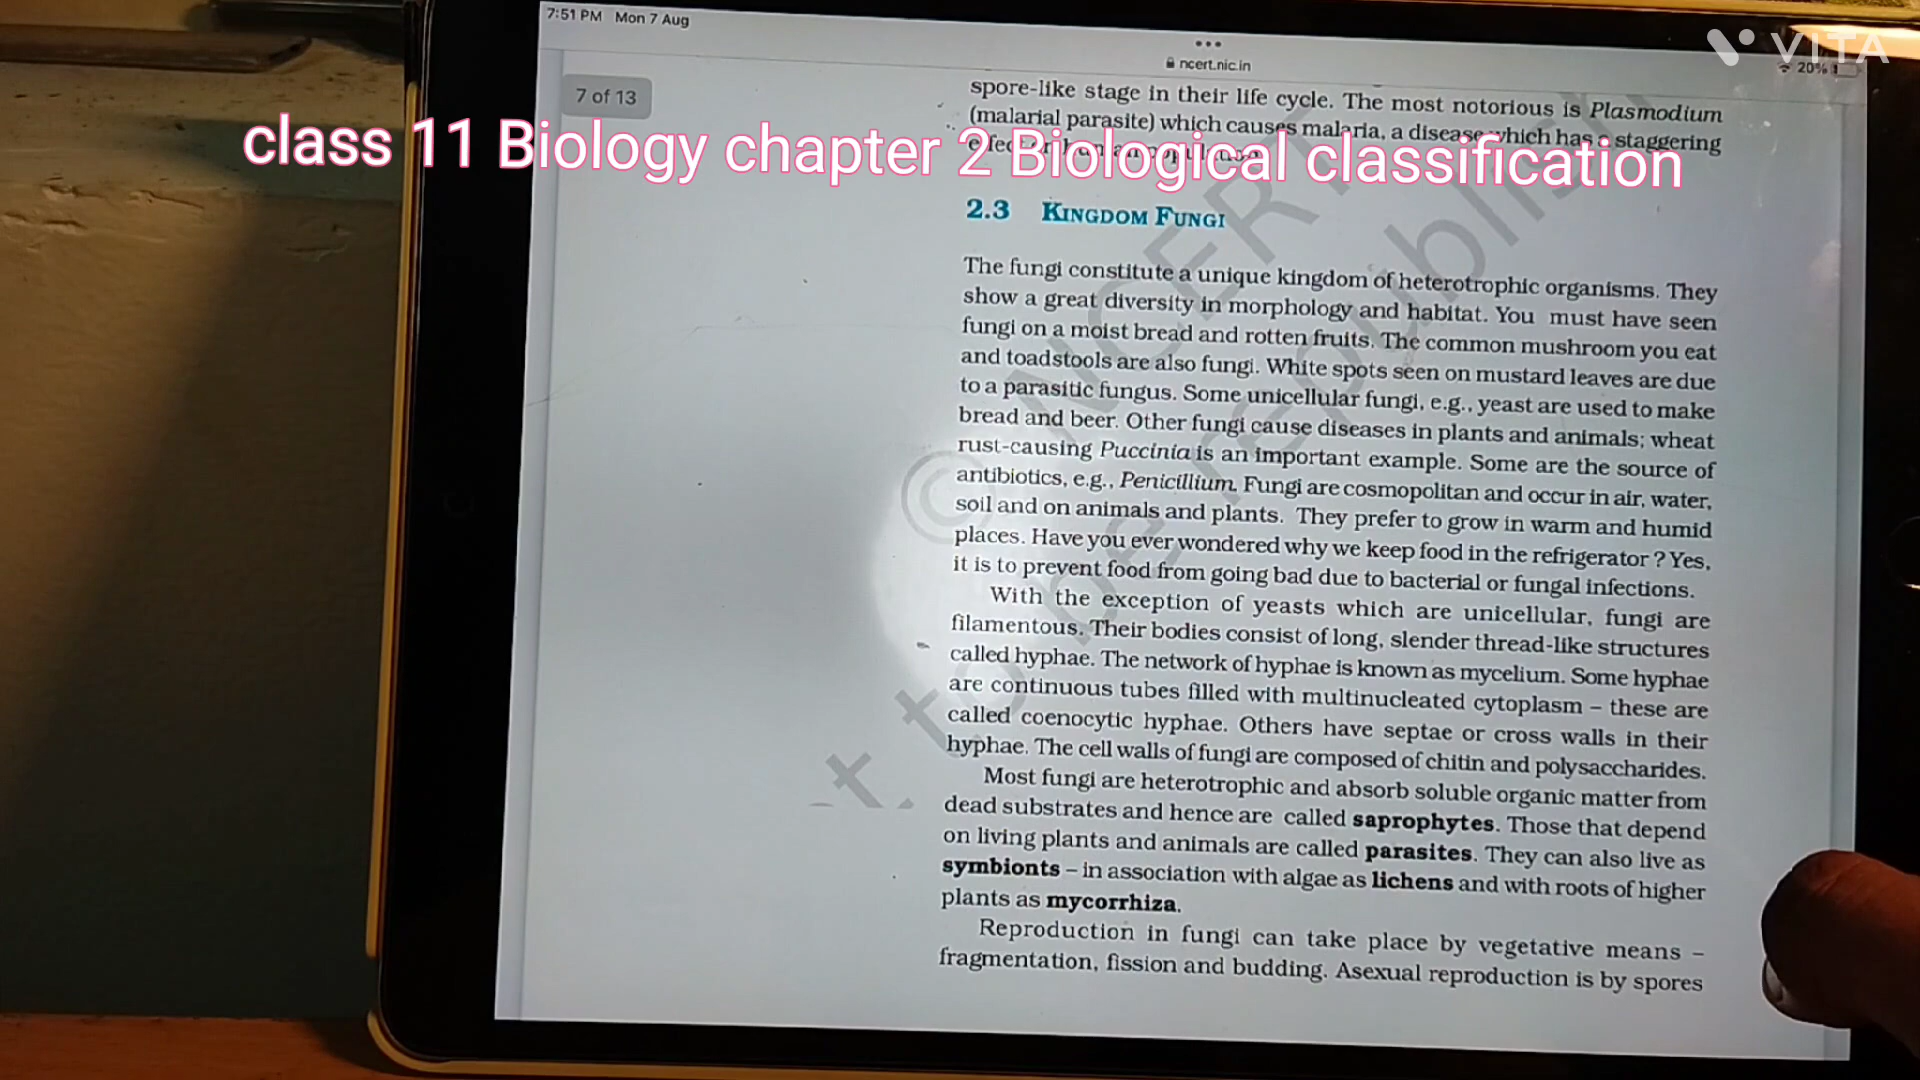 7:51 PM Mon 7 Aug
•••
ncert.nic.in
VITA
20%
7 of 13
spore-like stage in their life cycle. The most notorious is Plasmodium
(malarial parasite) which causes malaria, a disease which has a staggering
effect on human population.
class 11 Biology chapter 2 Biological classification
2.3 KINGDOM FUNGI
The fungi constitute a unique kingdom of heterotrophic organisms. They
show a great diversity in morphology and habitat. You must have seen
fungi on a moist bread and rotten fruits. The common mushroom you eat
and toadstools are also fungi. White spots seen on mustard leaves are due
to a parasitic fungus. Some unicellular fungi, e.g., yeast are used to make
bread and beer. Other fungi cause diseases in plants and animals; wheat
rust-causing Puccinia is an important example. Some are the source of
antibiotics, e.g., Penicillium. Fungi are cosmopolitan and occur in air, water,
soil and on animals and plants. They prefer to grow in warm and humid
places. Have you ever wondered why we keep food in the refrigerator ? Yes,
it is to prevent food from going bad due to bacterial or fungal infections.
With the exception of yeasts which are unicellular, fungi are
filamentous. Their bodies consist of long, slender thread-like structures
called hyphae. The network of hyphae is known as mycelium. Some hyphae
are continuous tubes filled with multinucleated cytoplasm – these are
called coenocytic hyphae. Others have septae or cross walls in their
hyphae. The cell walls of fungi are composed of chitin and polysaccharides.
Most fungi are heterotrophic and absorb soluble organic matter from
dead substrates and hence are called saprophytes. Those that depend
on living plants and animals are called parasites. They can also live as
symbionts – in association with algae as lichens and with roots of higher
plants as mycorrhiza.
Reproduction in fungi can take place by vegetative means –
fragmentation, fission and budding. Asexual reproduction is by spores
© NCERT
t to be republish